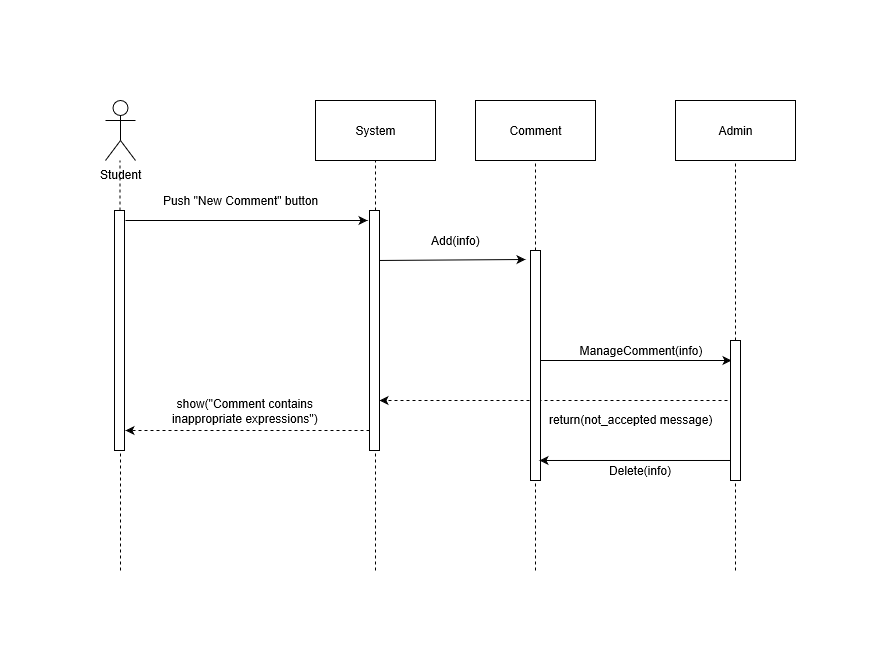 System
Comment
Admin
Student
Push "New Comment" button
Add(info)
ManageComment(info)
show("Comment contains
inappropriate expressions")
return(not_accepted message)
Delete(info)